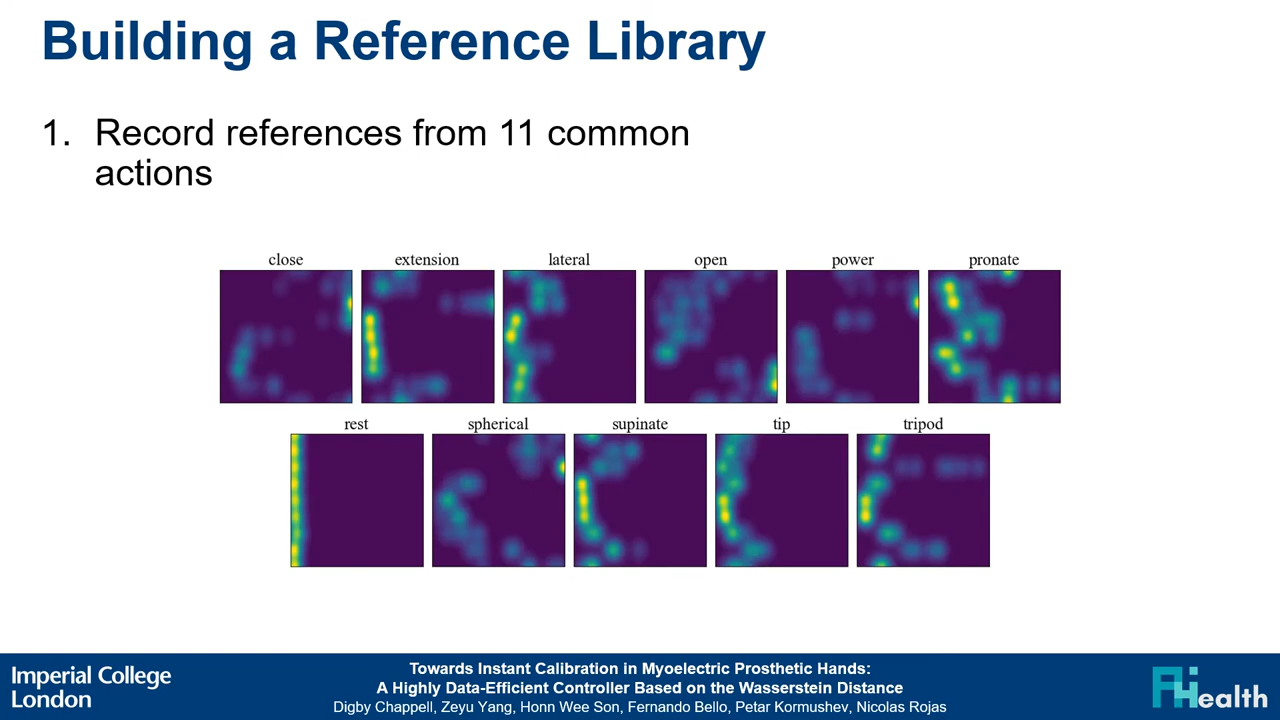 Building a Reference Library
1. Record references from 11 common
actions
close extension lateral open power pronate
rest spherical supinate tip tripod
Imperial College
London
Towards Instant Calibration in Myoelectric Prosthetic Hands:
A Highly Data-Efficient Controller Based on the Wasserstein Distance
Digby Chappell, Zeyu Yang, Honn Wee Son, Fernando Bello, Petar Kormushev, Nicolas Rojas
FHiealth